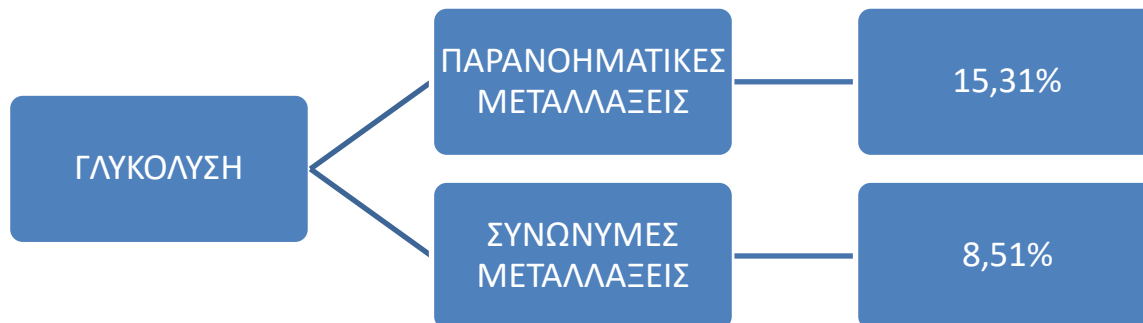 ΓΛΥΚΟΛΥΣΗ
ΠΑΡΑΝΟΗΜΑΤΙΚΕΣ
ΜΕΤΑΛΛΑΞΕΙΣ
15,31%
ΣΥΝΩΝΥΜΕΣ
ΜΕΤΑΛΛΑΞΕΙΣ
8,51%